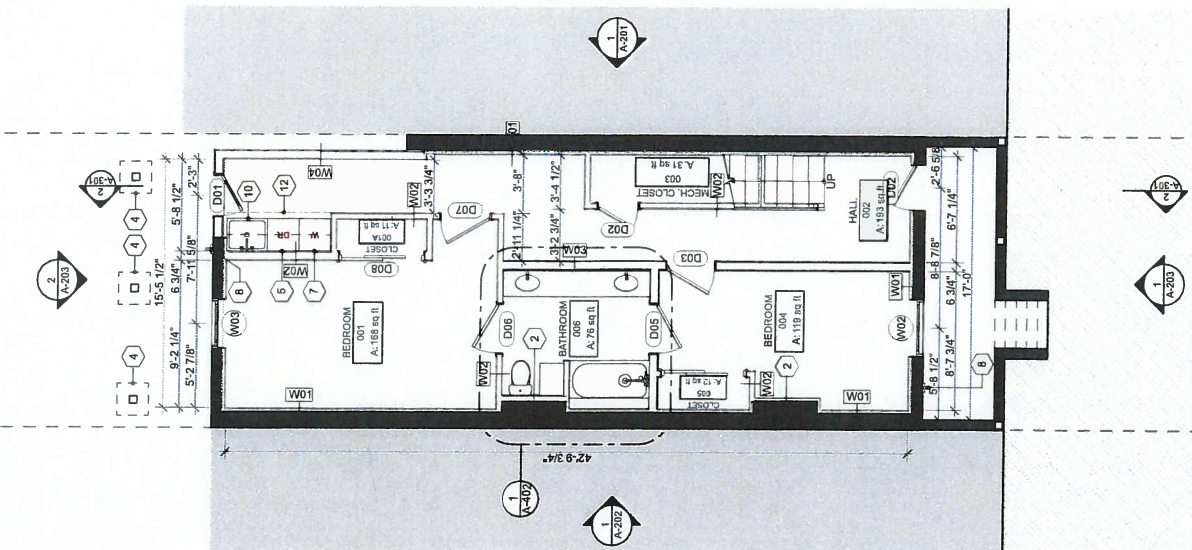 1
A-201
2
A-301
2
A-203
4
4
4
15'-5 1/2"
5'-8 1/2"
6 3/4"
9'-2 1/4"
2'-3"
7'-11 5/8"
5'-2 7/8"
D01
10
12
W04
DR
W
W02
8
5
7
W03
CLOSET
001A
A: 11 sq ft
D08
W02
3'-3 3/4"
D07
01
3'-8"
2'-11 1/4"
3'-4 1/2"
3'-2 3/4"
MECH. CLOSET
003
A: 31 sq ft
W02
D02
UP
HALL
002
A: 193 sq ft
D02
W03
D03
BEDROOM
001
A: 168 sq ft
W01
D06
BATHROOM
006
A: 76 sq ft
2
W02
D05
BEDROOM
004
A: 119 sq ft
W01
W02
CLOSET
005
A: 12 sq ft
W02
2
W01
2'-6 5/8"
8'-8 7/8"
5'-8 1/2"
6'-7 1/4"
6 3/4"
8'-7 3/4"
17'-0"
8
2
A-301
1
A-203
42'-9 3/4"
1
A-402
1
A-202